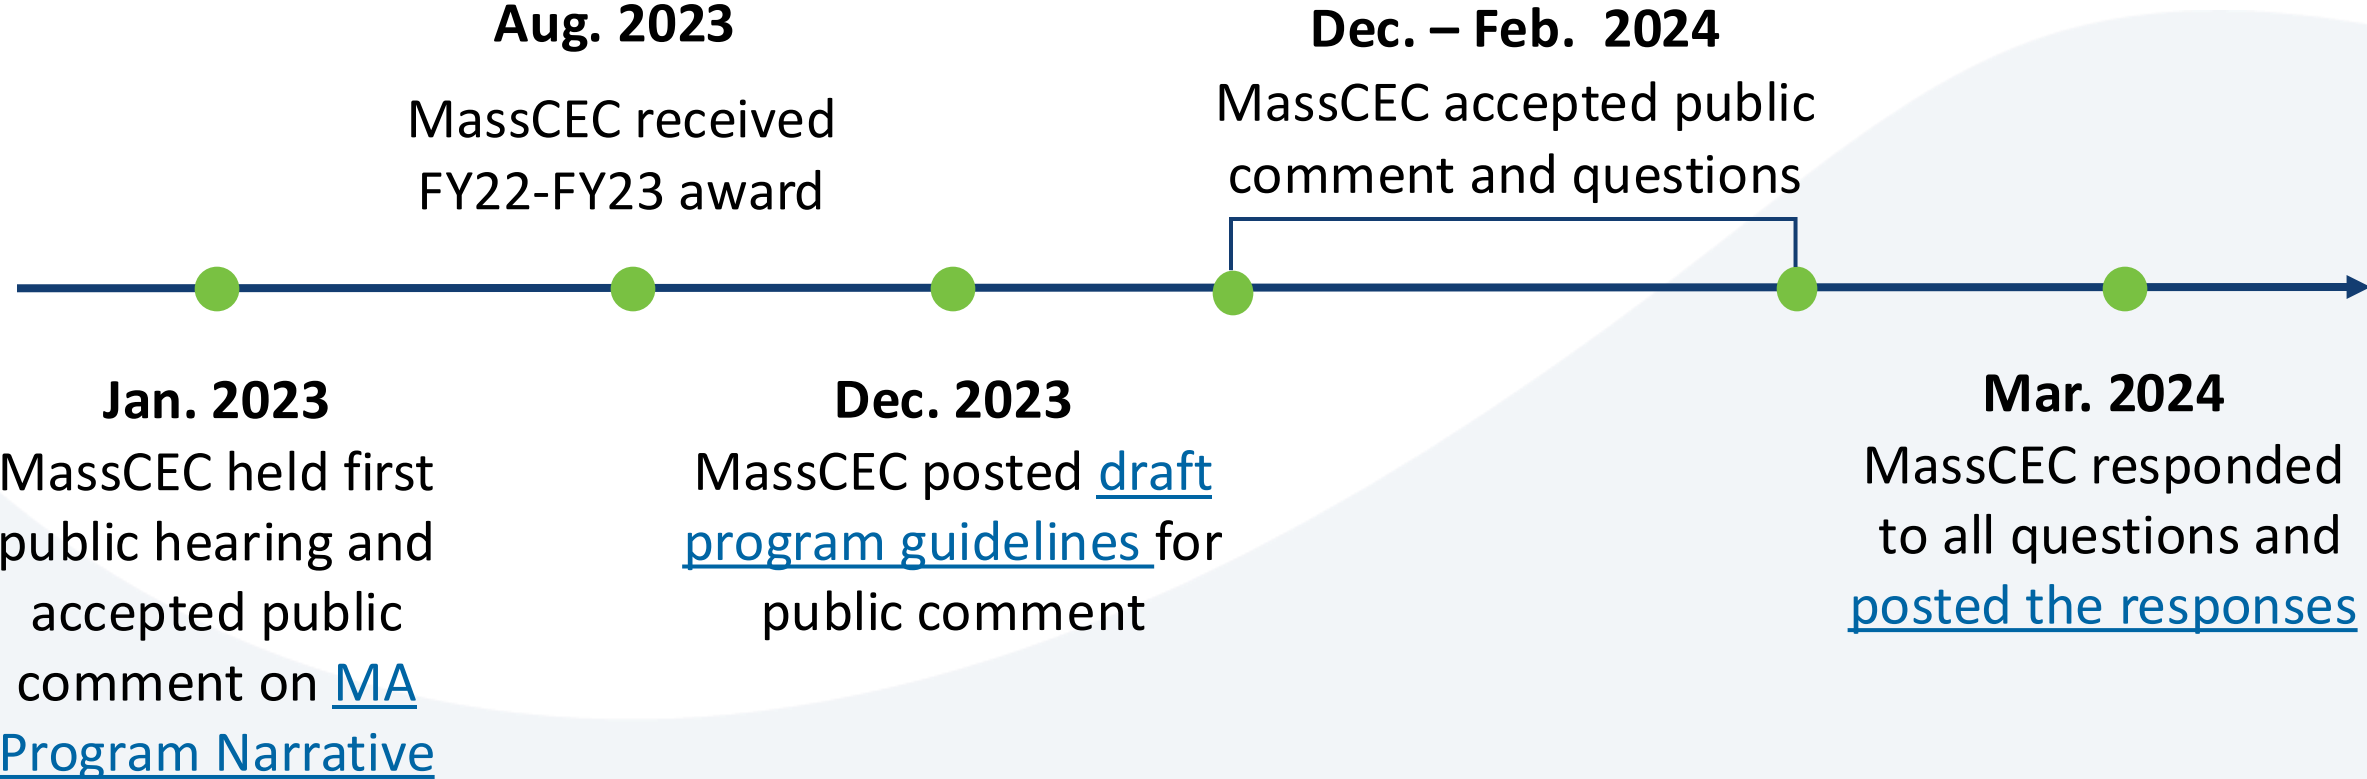 Aug. 2023
MassCEC received
FY22-FY23 award
Dec. – Feb. 2024
MassCEC accepted public
comment and questions
Jan. 2023
MassCEC held first
public hearing and
accepted public
comment on MA
Program Narrative
Dec. 2023
MassCEC posted draft
program guidelines for
public comment
Mar. 2024
MassCEC responded
to all questions and
posted the responses